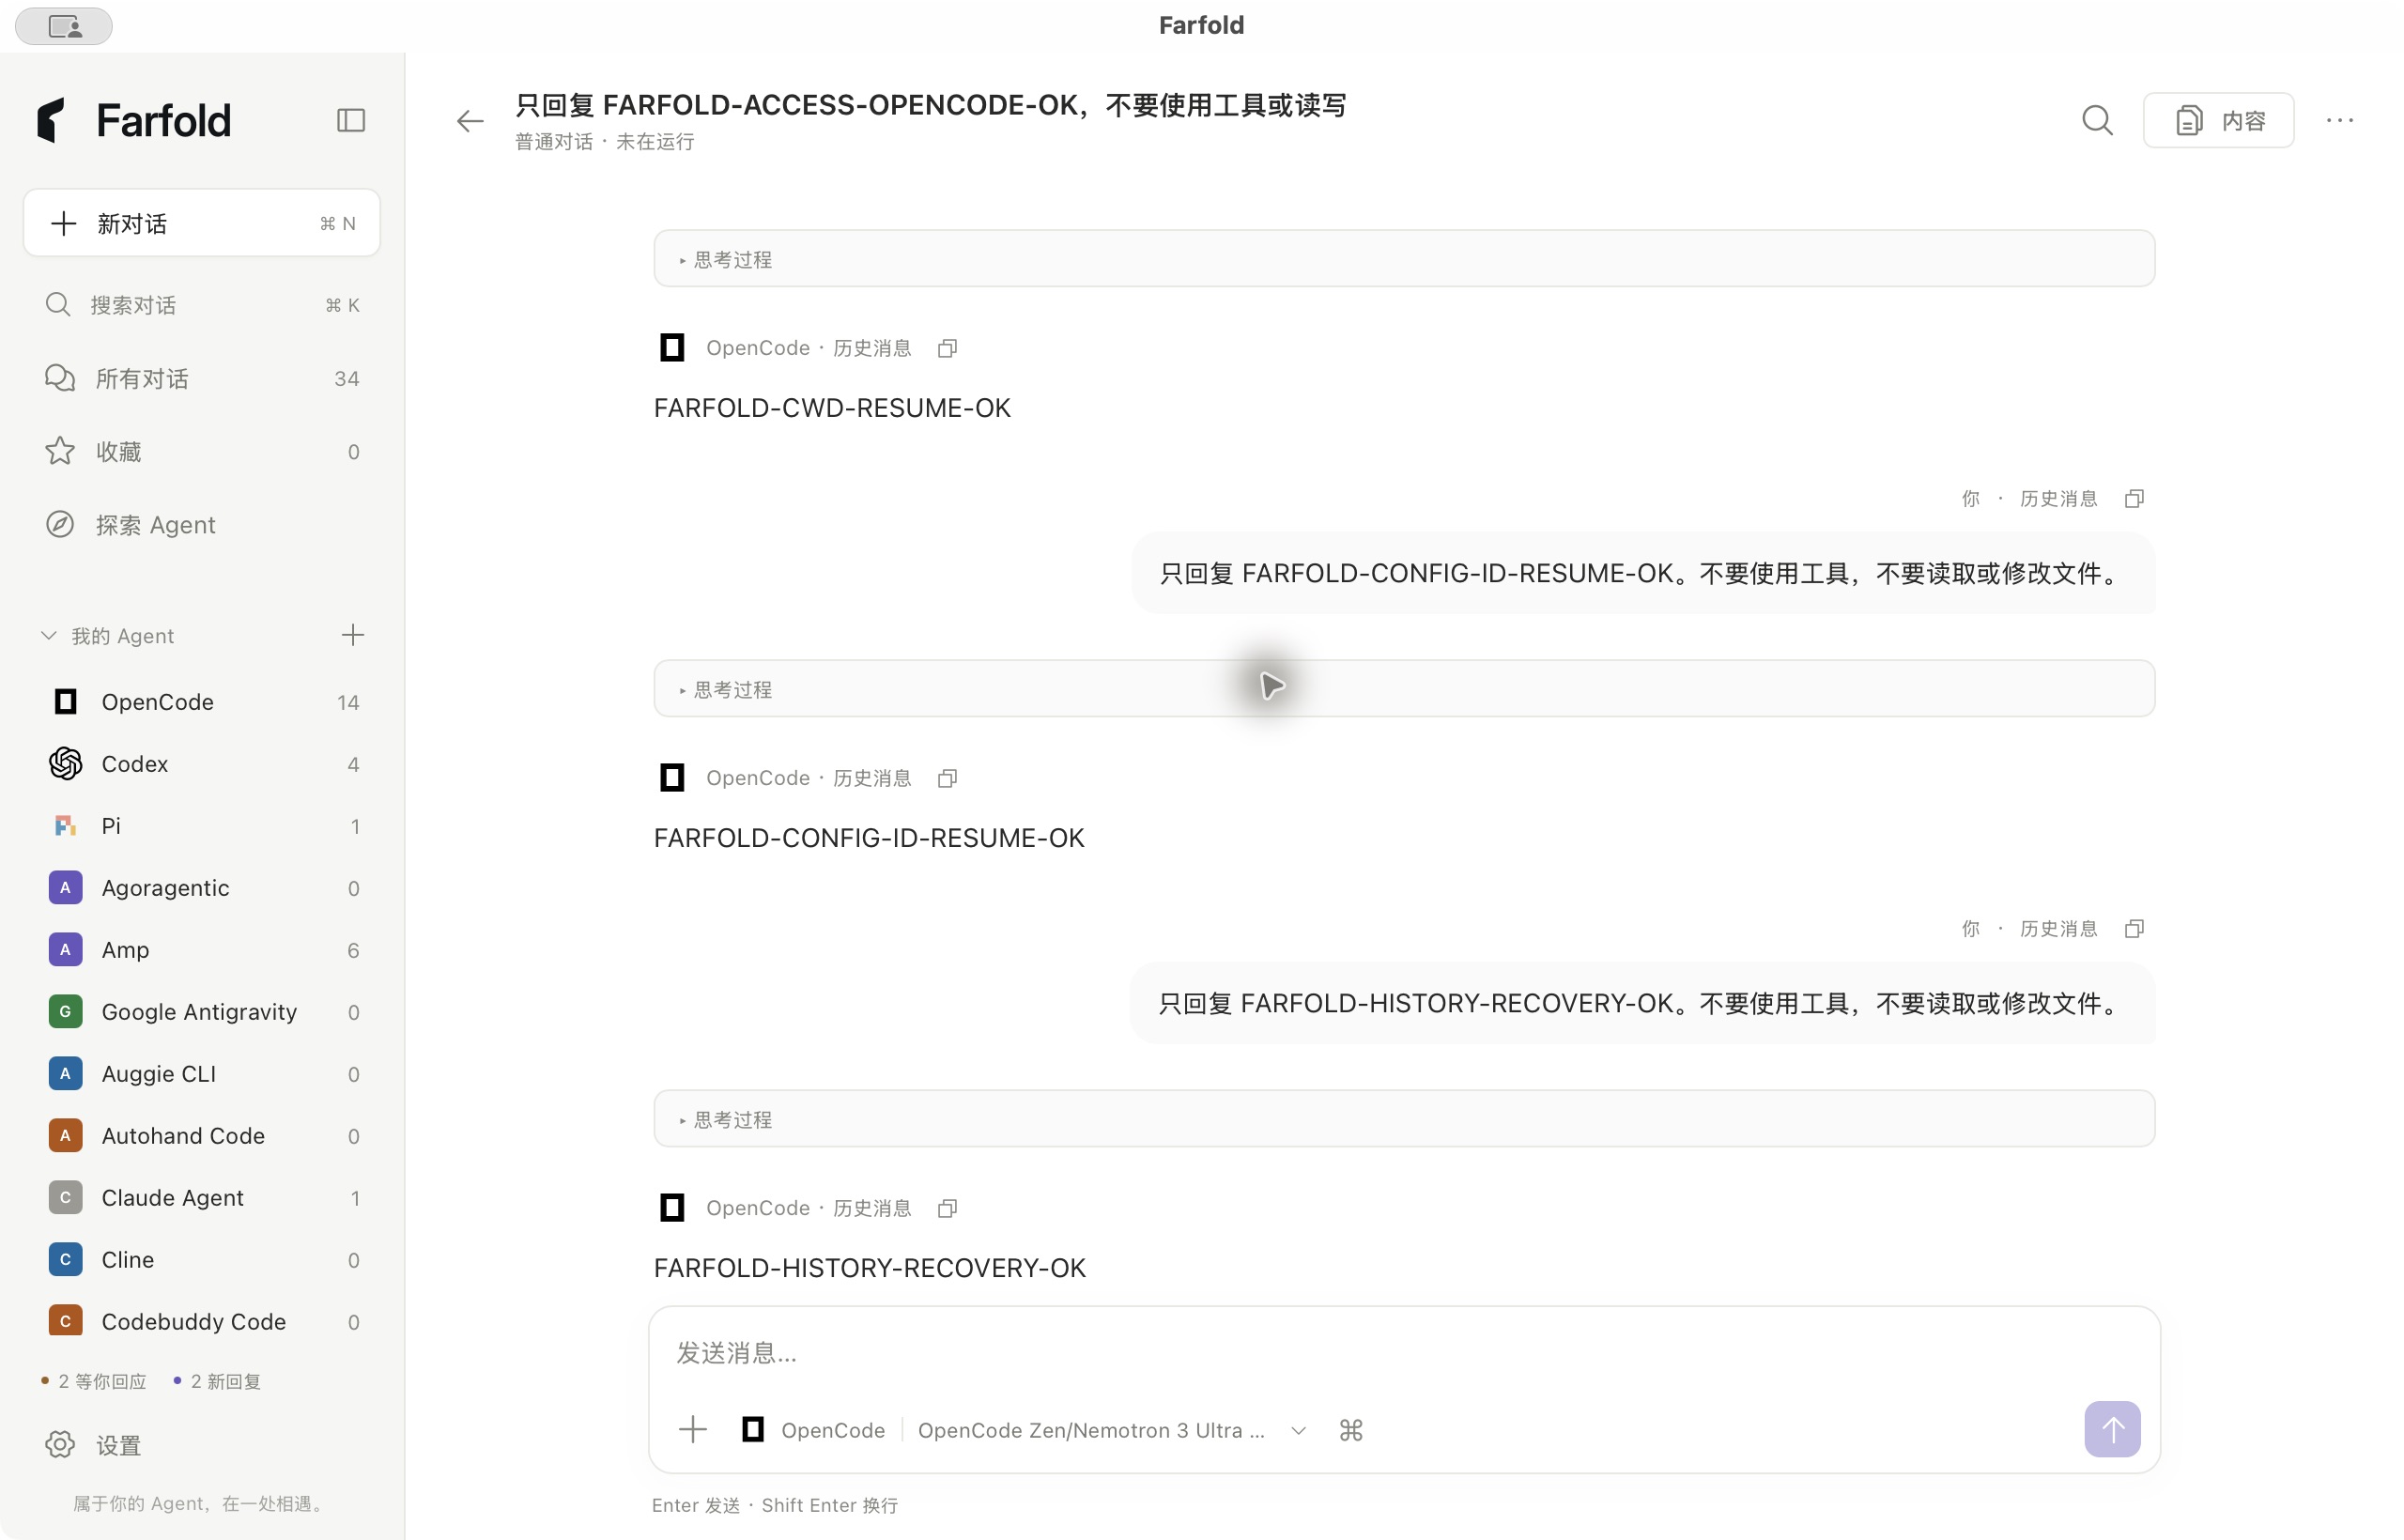 Farfold
Farfold
新对话 ⌘ N
搜索对话 ⌘ K
所有对话 34
收藏 0
探索 Agent
我的 Agent
OpenCode 14
Codex 4
Pi 1
A Agoragentic 0
A Amp 6
G Google Antigravity 0
A Auggie CLI 0
A Autohand Code 0
C Claude Agent 1
C Cline 0
C Codebuddy Code 0
2 等你回应 2 新回复
设置
属于你的 Agent，在一处相遇。
只回复 FARFOLD-ACCESS-OPENCODE-OK，不要使用工具或读写
普通对话 · 未在运行
内容
思考过程
OpenCode · 历史消息
FARFOLD-CWD-RESUME-OK
你 · 历史消息
只回复 FARFOLD-CONFIG-ID-RESUME-OK。不要使用工具，不要读取或修改文件。
思考过程
OpenCode · 历史消息
FARFOLD-CONFIG-ID-RESUME-OK
你 · 历史消息
只回复 FARFOLD-HISTORY-RECOVERY-OK。不要使用工具，不要读取或修改文件。
思考过程
OpenCode · 历史消息
FARFOLD-HISTORY-RECOVERY-OK
发送消息...
OpenCode OpenCode Zen/Nemotron 3 Ultra ... ⌘
Enter 发送 · Shift Enter 换行